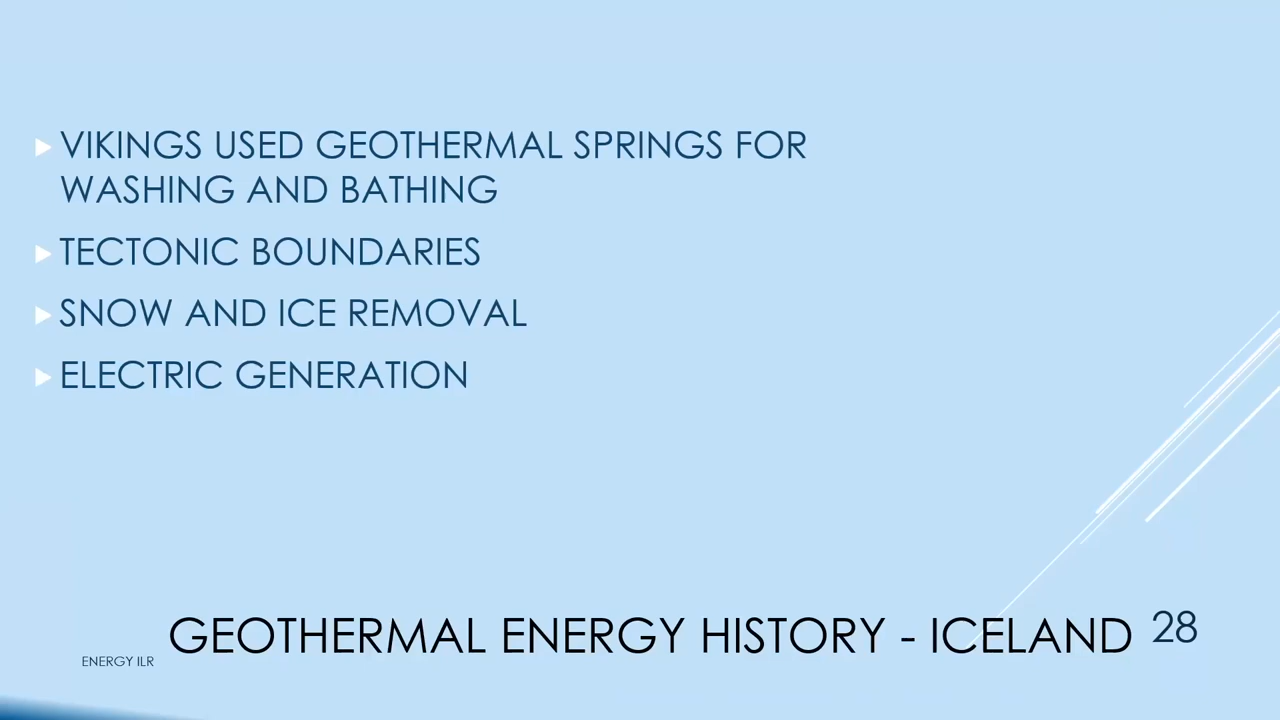 VIKINGS USED GEOTHERMAL SPRINGS FOR
WASHING AND BATHING
TECTONIC BOUNDARIES
SNOW AND ICE REMOVAL
ELECTRIC GENERATION
GEOTHERMAL ENERGY HISTORY - ICELAND
28
ENERGY ILR